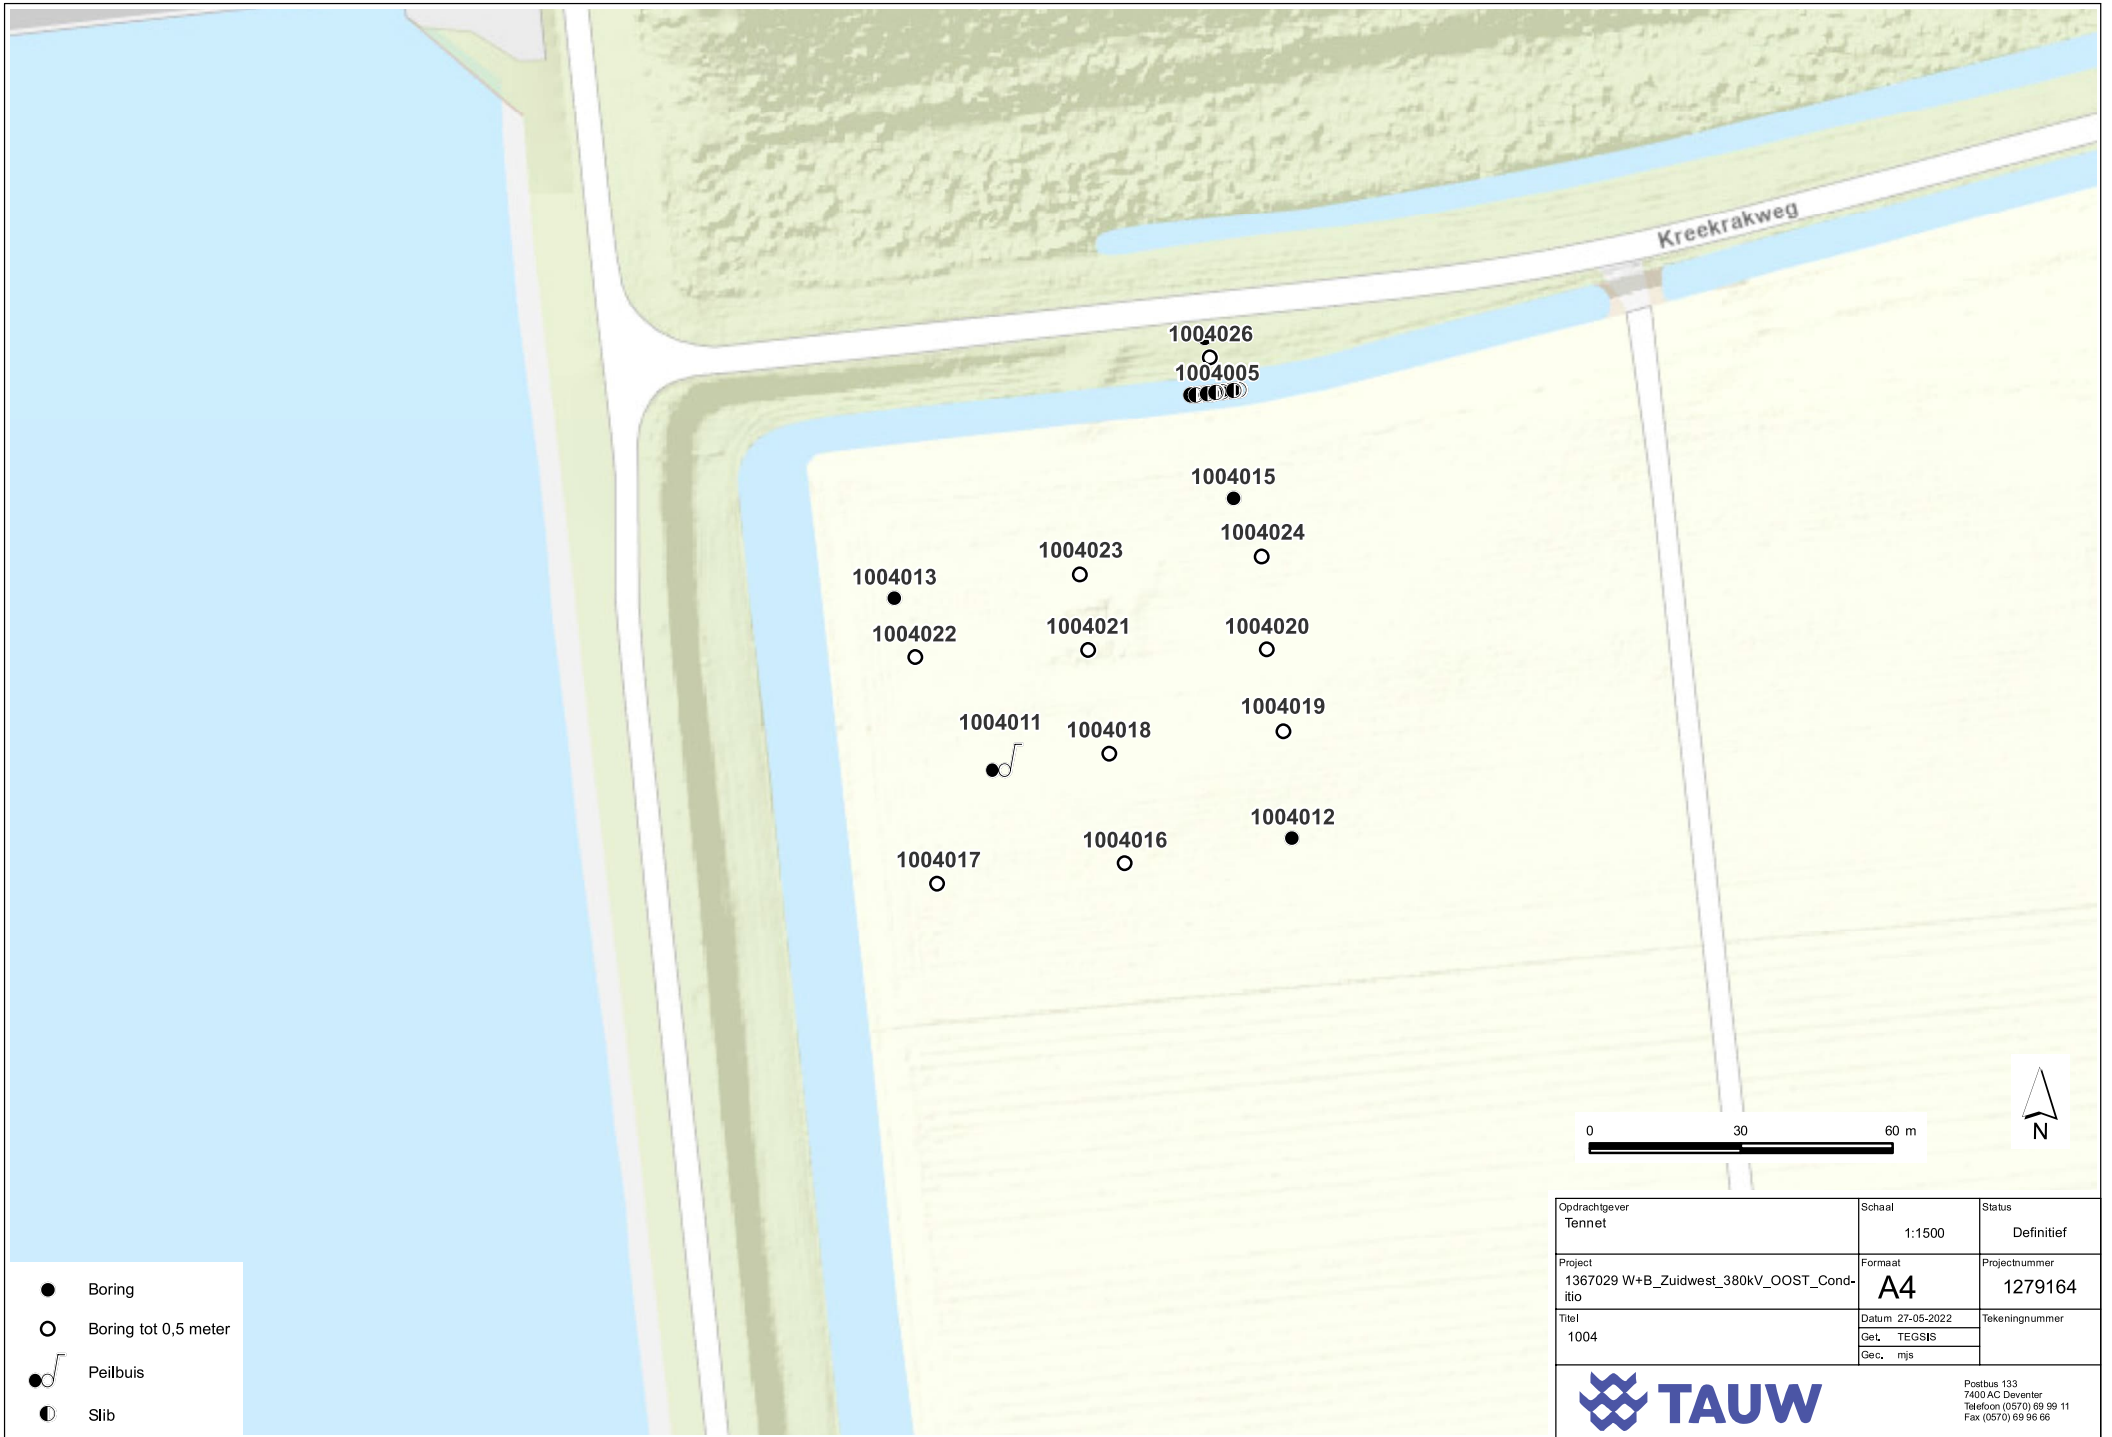 Kreekrakweg
1004026
1004005
1004015
1004024
1004023
1004013
1004022
1004021
1004020
1004011
1004018
1004019
1004012
1004016
1004017
0 30 60 m
N
Boring
Boring tot 0,5 meter
Peilbuis
Slib
Opdrachtgever
Tennet
Schaal
1:1500
Status
Definitief
Project
1367029 W+B_Zuidwest_380kV_OOST_Cond-
itio
Formaat
A4
Projectnummer
1279164
Titel
1004
Datum 27-05-2022
Get. TEGSIS
Gec. mjs
Tekeningnummer
TAUW
Postbus 133
7400 AC Deventer
Telefoon (0570) 69 99 11
Fax (0570) 69 96 66